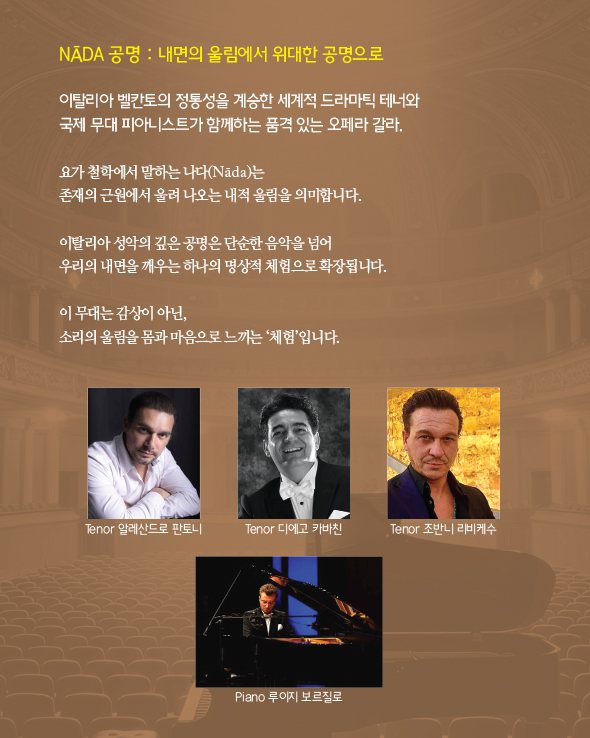 NĀDA 공명 : 내면의 울림에서 위대한 공명으로
이탈리아 벨칸토의 정통성을 계승한 세계적 드라마틱 테너와
국제 무대 피아니스트가 함께하는 품격 있는 오페라 갈라.
요가 철학에서 말하는 나다(Nāda)는
존재의 근원에서 울려 나오는 내적 울림을 의미합니다.
이탈리아 성악의 깊은 공명은 단순한 음악을 넘어
우리의 내면을 깨우는 하나의 명상적 체험으로 확장됩니다.
이 무대는 감상이 아닌,
소리의 울림을 몸과 마음으로 느끼는 ‘체험’입니다.
Tenor 알레산드로 판토니
Tenor 디에고 카바친
Tenor 조반니 리비케수
Piano 루이지 보르질로